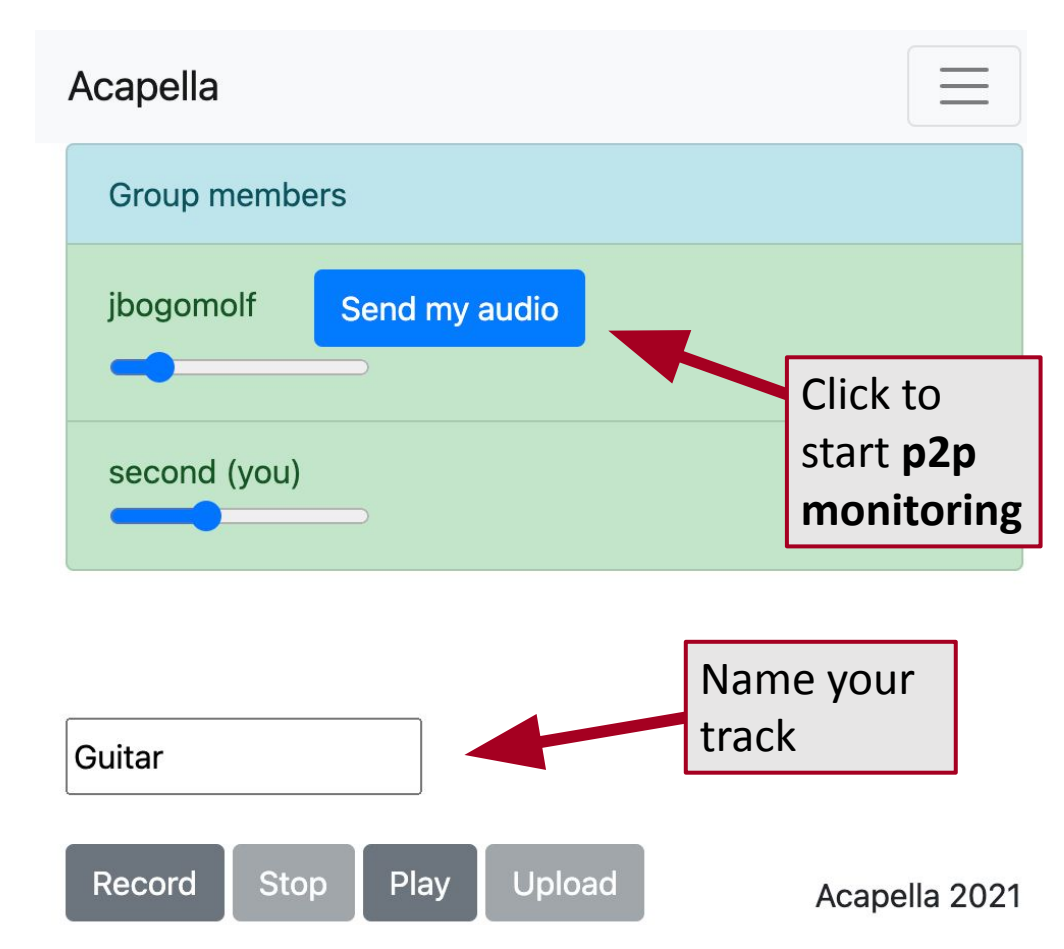 Acapella
Group members
jbogomolf
Send my audio
Click to
start p2p
monitoring
second (you)
Name your
track
Guitar
Record Stop Play Upload
Acapella 2021